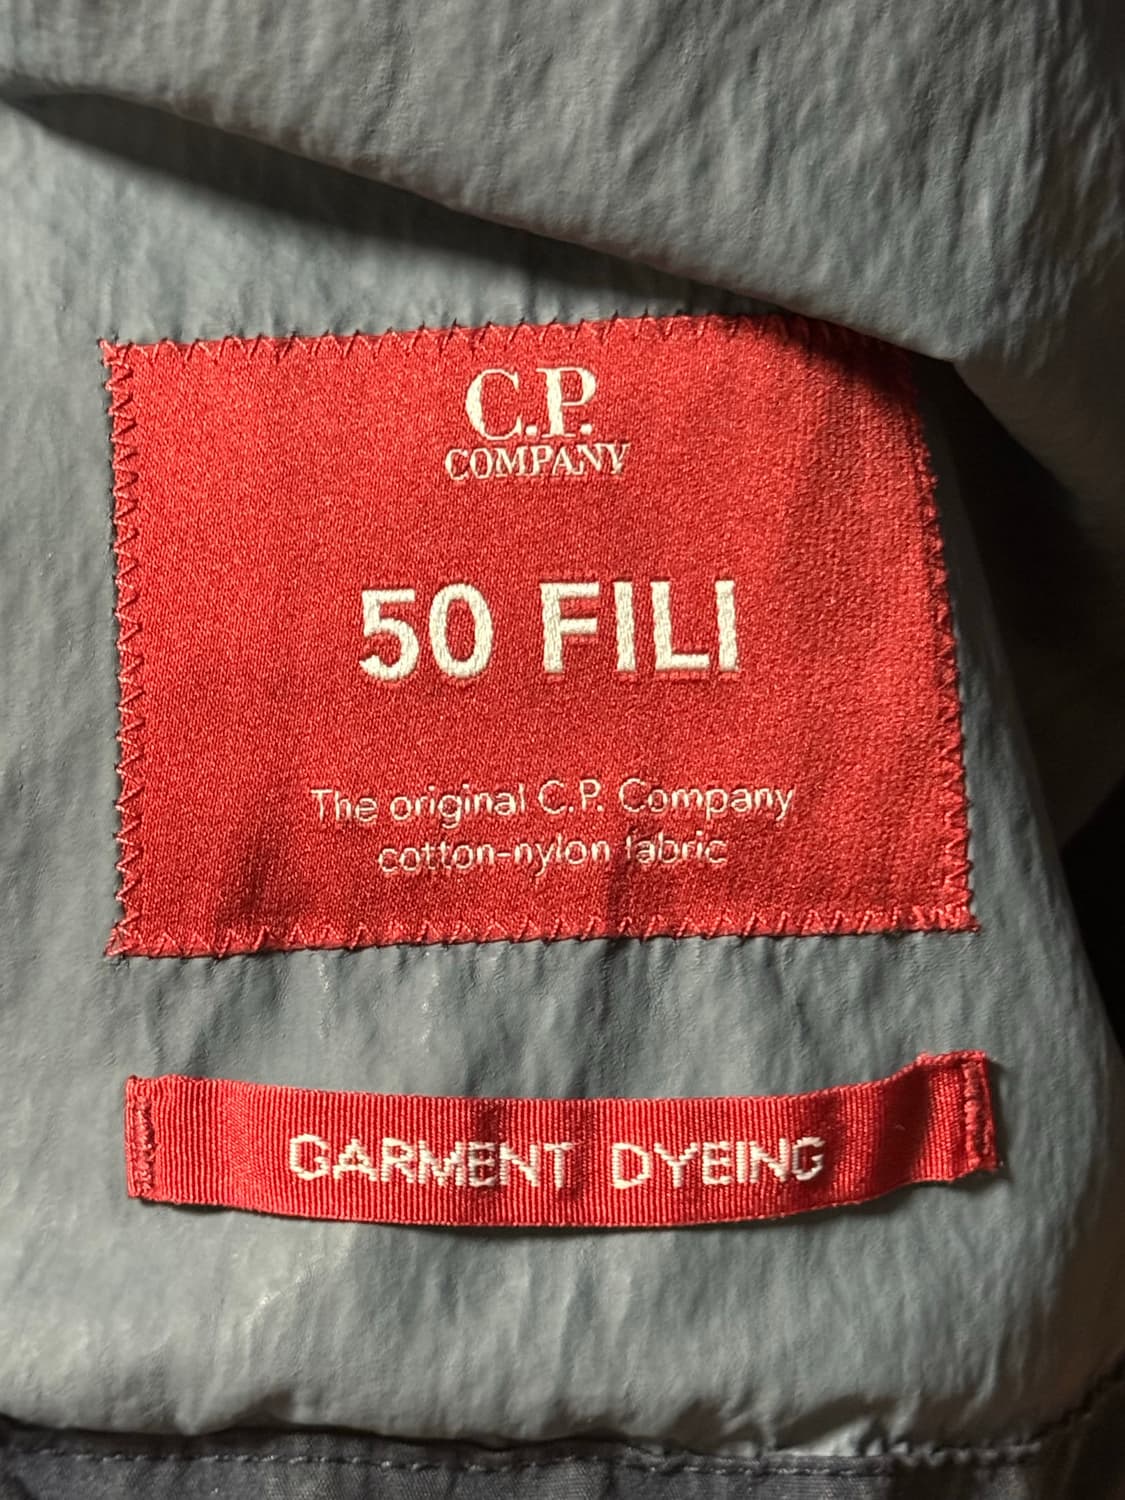 C.P.
COMPANY
50 FILI
The original C.P. Company
cotton-nylon fabric
GARMENT DYEING